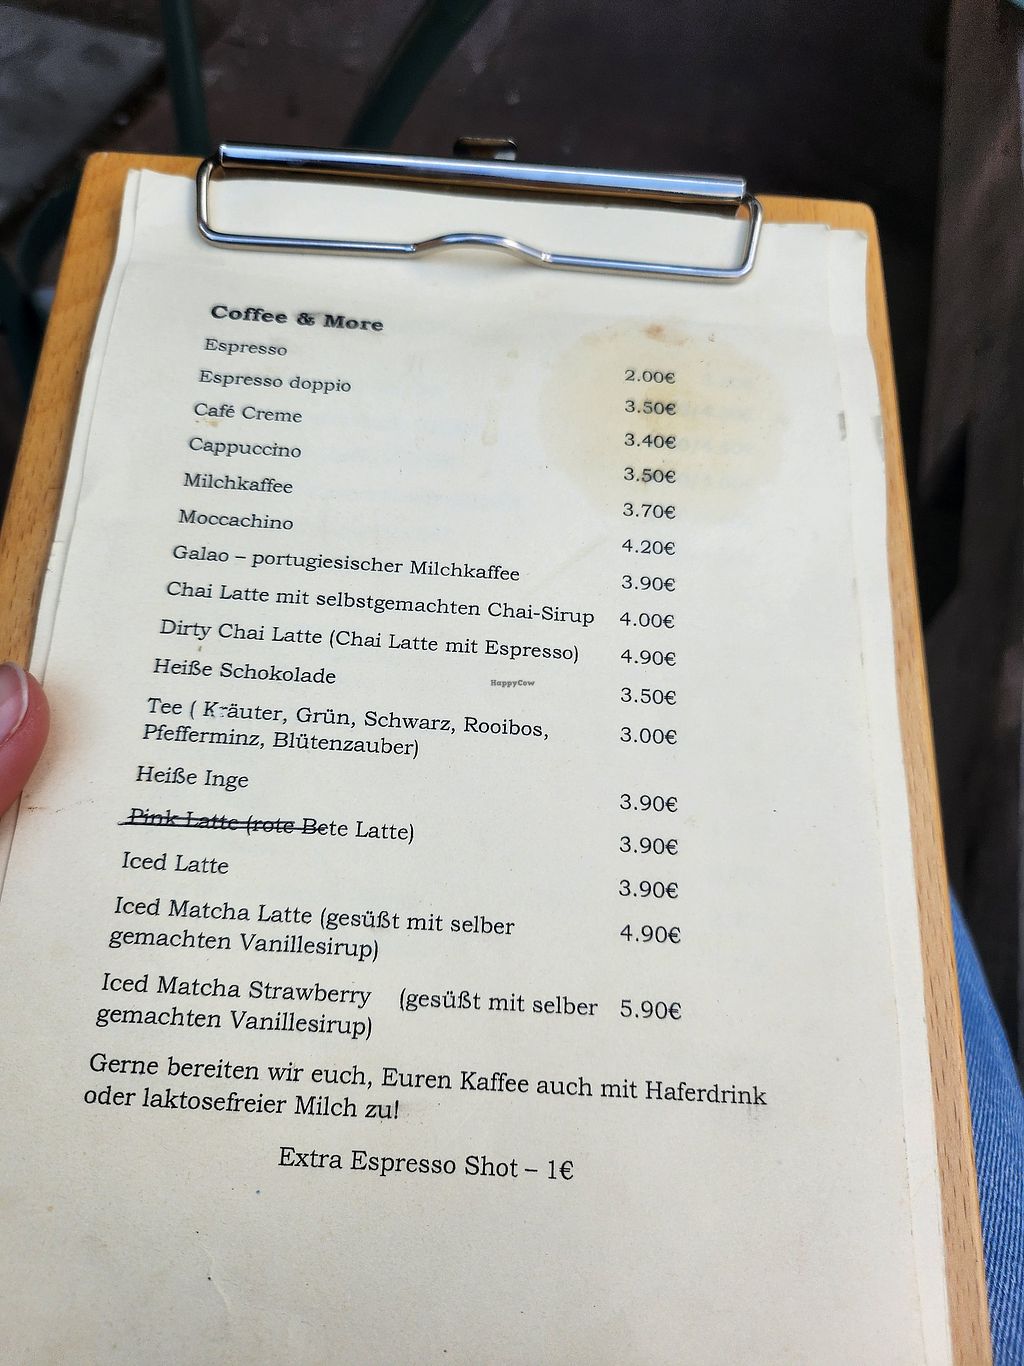 Coffee & More
Espresso 2.00€
Espresso doppio 3.50€
Café Creme 3.40€
Cappuccino 3.50€
Milchkaffee 3.70€
Moccachino 4.20€
Galao – portugiesischer Milchkaffee 3.90€
Chai Latte mit selbstgemachten Chai-Sirup 4.00€
Dirty Chai Latte (Chai Latte mit Espresso) 4.90€
Heiße Schokolade 3.50€
Tee ( Kräuter, Grün, Schwarz, Rooibos, 3.00€
Pfefferminz, Blütenzauber)
Heiße Inge 3.90€
Pink Latte (rote Bete Latte) 3.90€
Iced Latte 3.90€
Iced Matcha Latte (gesüßt mit selber 4.90€
gemachten Vanillesirup)
Iced Matcha Strawberry (gesüßt mit selber 5.90€
gemachten Vanillesirup)
Gerne bereiten wir euch, Euren Kaffee auch mit Haferdrink
oder laktosefreier Milch zu!
Extra Espresso Shot – 1€
HappyCow